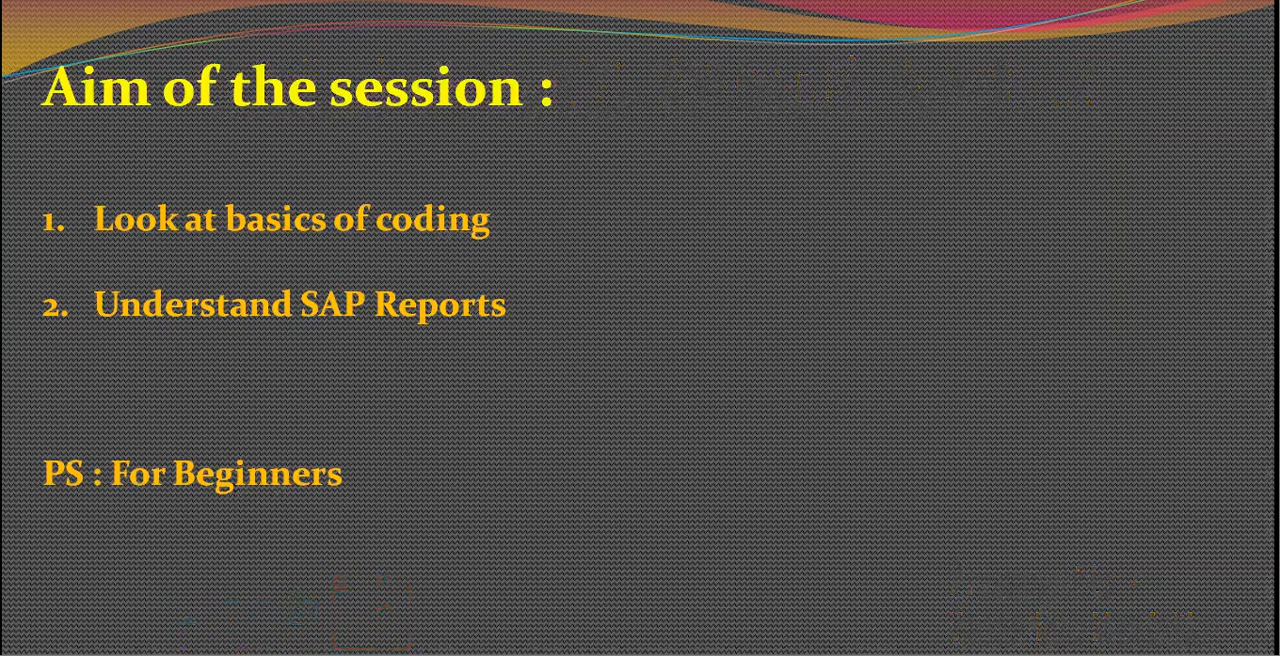 Aim of the session :
1. Look at basics of coding
2. Understand SAP Reports
PS : For Beginners